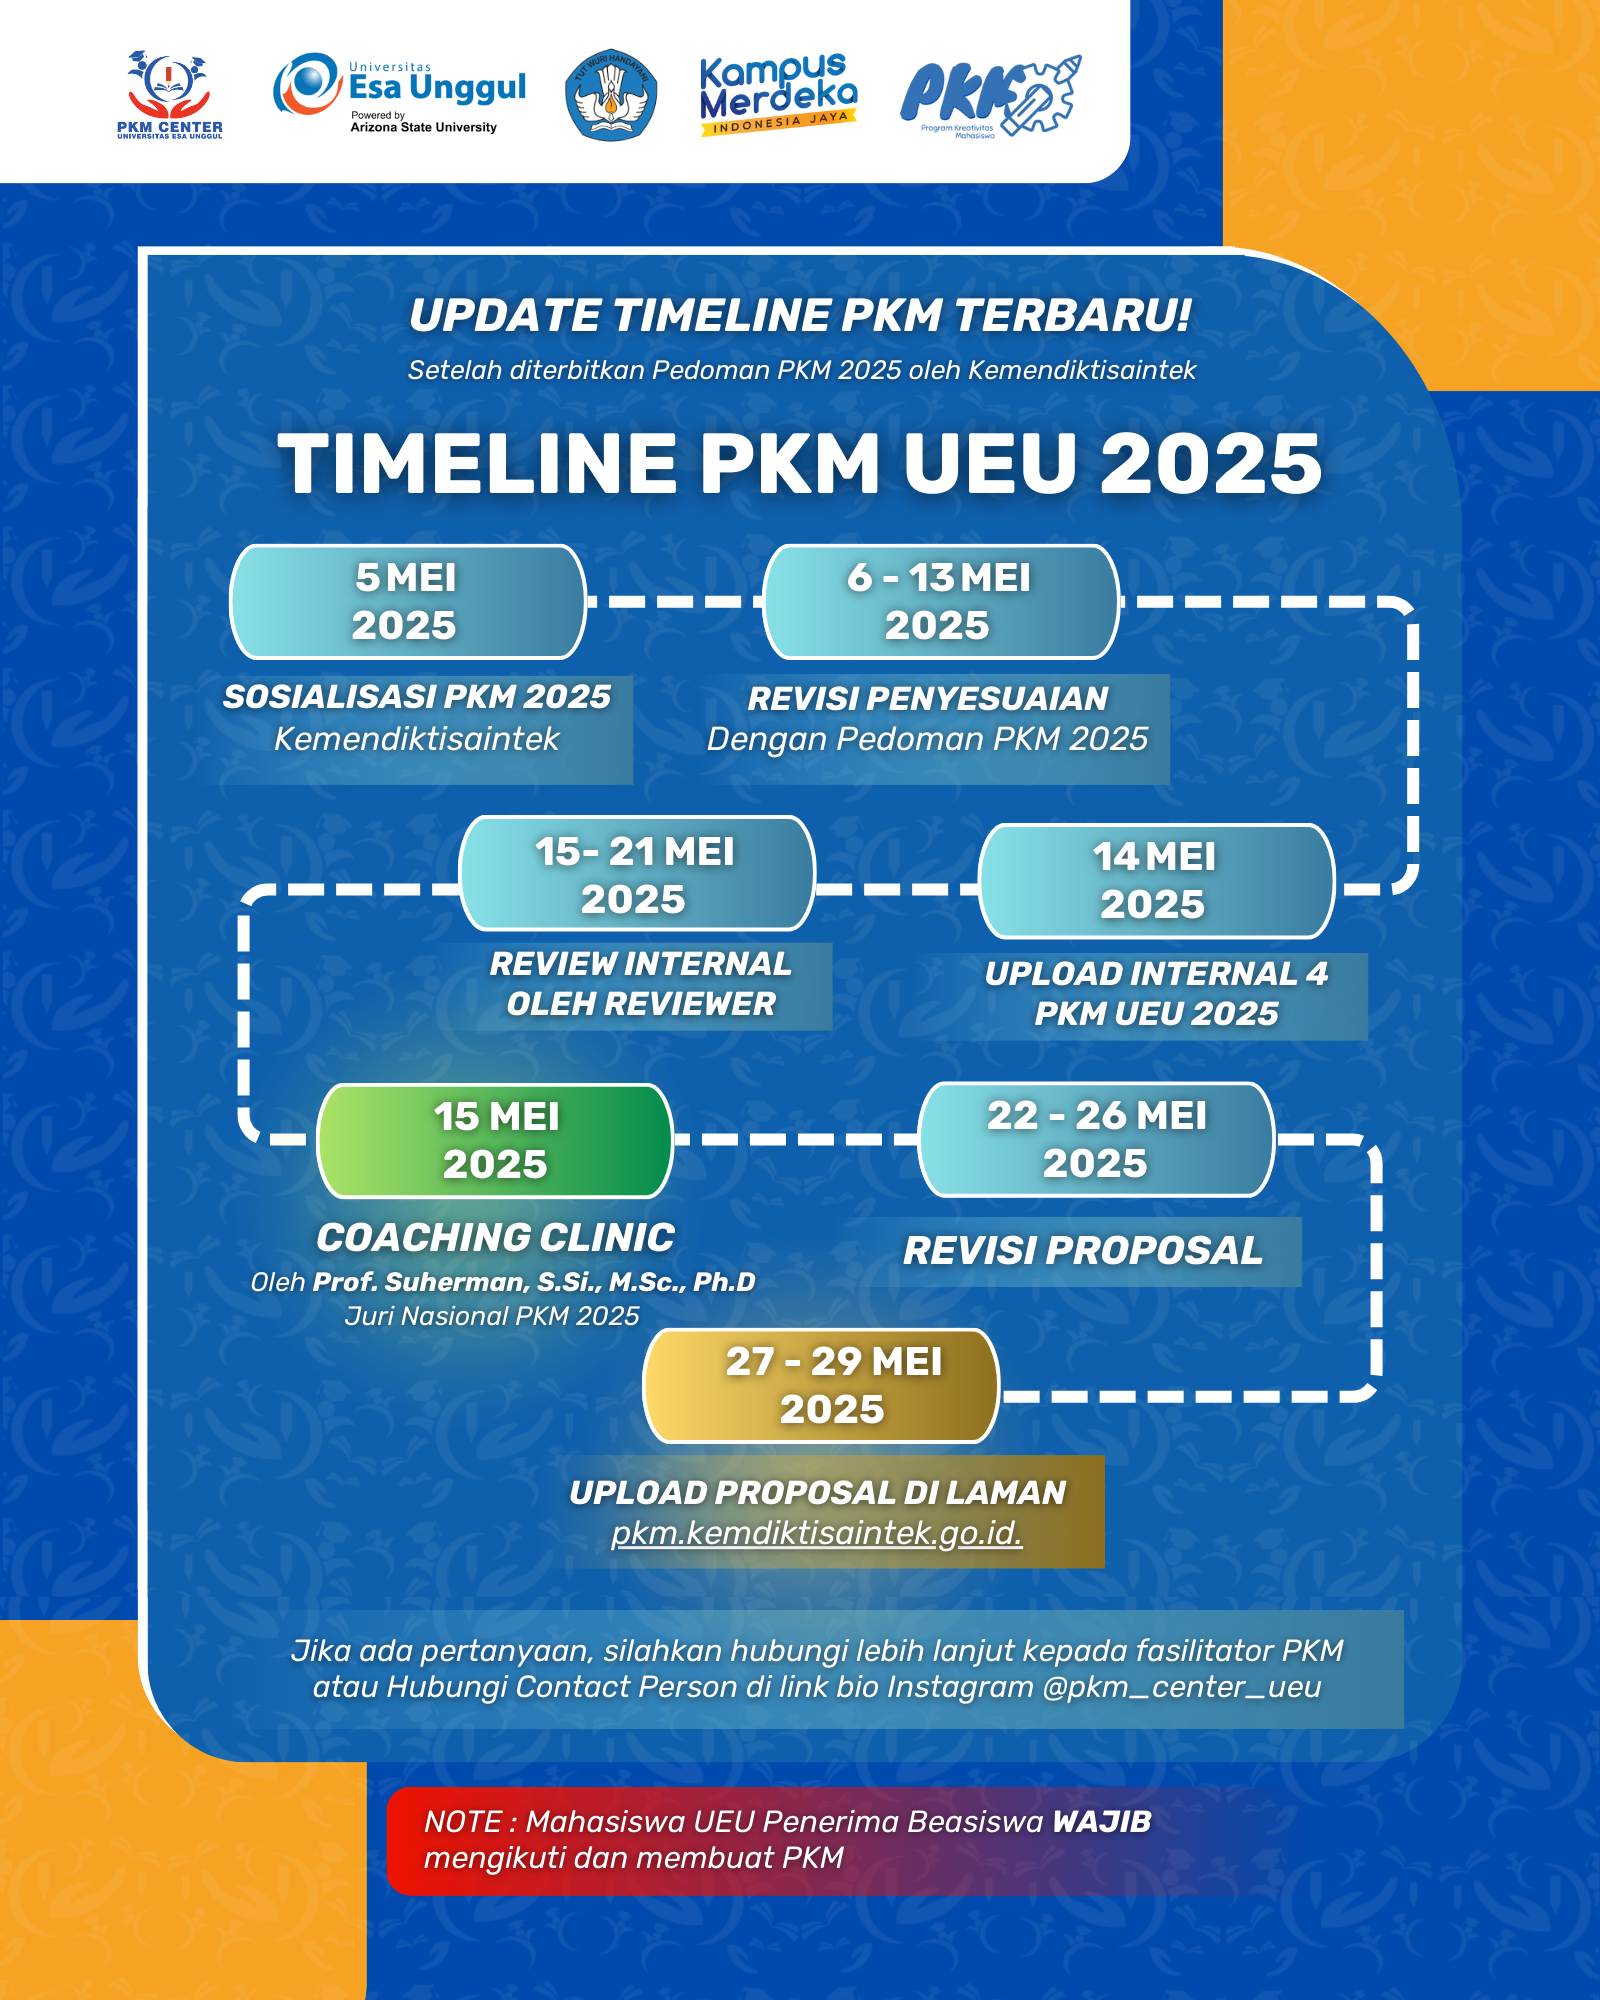 PKM CENTER
UNIVERSITAS ESA UNGGUL
Universitas
Esa Unggul
Powered by
Arizona State University
TUT WURI HANDAYANI
Kampus
Merdeka
INDONESIA JAYA
PKM
Program Kreativitas
Mahasiswa
UPDATE TIMELINE PKM TERBARU!
Setelah diterbitkan Pedoman PKM 2025 oleh Kemendiktisaintek
TIMELINE PKM UEU 2025
5 MEI
2025
SOSIALISASI PKM 2025
Kemendiktisaintek
6 - 13 MEI
2025
REVISI PENYESUAIAN
Dengan Pedoman PKM 2025
14 MEI
2025
UPLOAD INTERNAL 4
PKM UEU 2025
15- 21 MEI
2025
REVIEW INTERNAL
OLEH REVIEWER
15 MEI
2025
COACHING CLINIC
Oleh Prof. Suherman, S.Si., M.Sc., Ph.D
Juri Nasional PKM 2025
22 - 26 MEI
2025
REVISI PROPOSAL
27 - 29 MEI
2025
UPLOAD PROPOSAL DI LAMAN
pkm.kemdiktisaintek.go.id.
Jika ada pertanyaan, silahkan hubungi lebih lanjut kepada fasilitator PKM
atau Hubungi Contact Person di link bio Instagram @pkm_center_ueu
NOTE : Mahasiswa UEU Penerima Beasiswa WAJIB
mengikuti dan membuat PKM